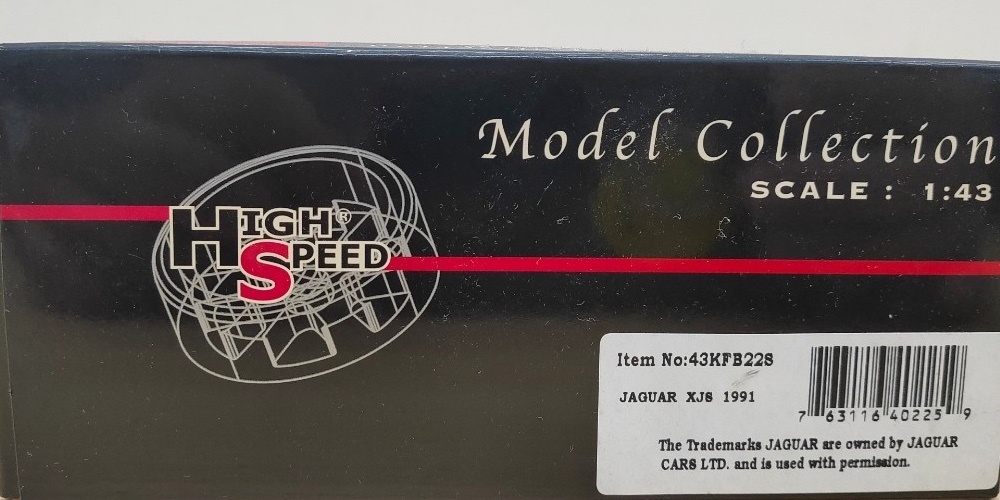 Model Collection
SCALE : 1:43
HIGH®
SPEED
Item No:43KFB22S
JAGUAR XJS 1991
7 63116 40225 9
The Trademarks JAGUAR are owned by JAGUAR
CARS LTD. and is used with permission.